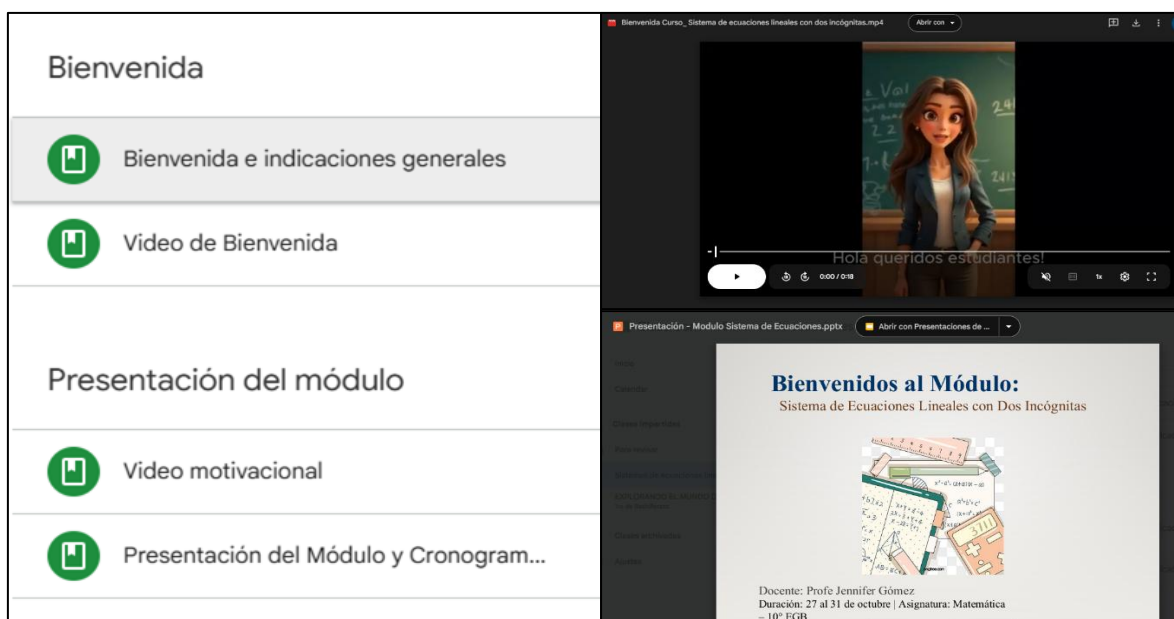 Bienvenida
Bienvenida e indicaciones generales
Video de Bienvenida
Presentación del módulo
Video motivacional
Presentación del Módulo y Cronogram...
Bienvenida Curso_ Sistema de ecuaciones lineales con dos incógnitas.mp4
Abrir con
Hola queridos estudiantes!
0:00 / 0:18
1x
Presentación - Modulo Sistema de Ecuaciones.pptx
Abrir con Presentaciones de ...
Bienvenidos al Módulo:
Sistema de Ecuaciones Lineales con Dos Incógnitas
Docente: Profe Jennifer Gómez
Duración: 27 al 31 de octubre | Asignatura: Matemática
– 10° EGB